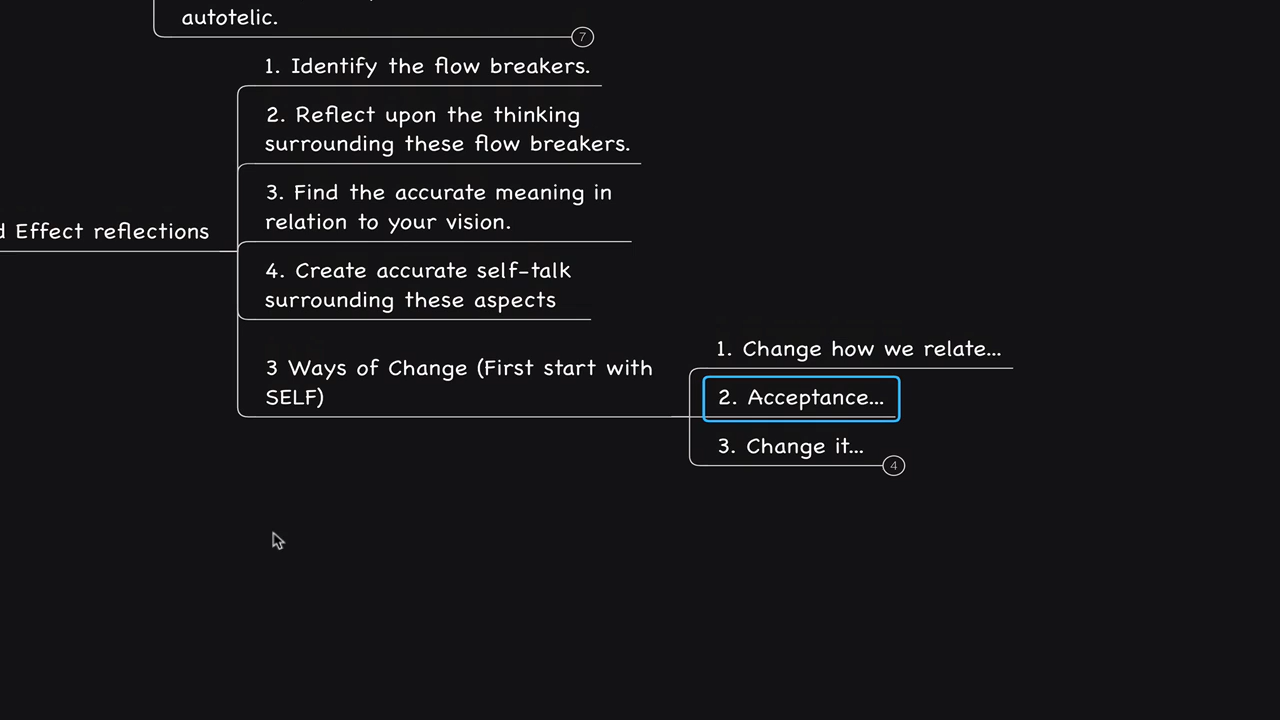 autotelic.
7
1. Identify the flow breakers.
2. Reflect upon the thinking
surrounding these flow breakers.
3. Find the accurate meaning in
relation to your vision.
Effect reflections
4. Create accurate self-talk
surrounding these aspects
3 Ways of Change (First start with
SELF)
1. Change how we relate...
2. Acceptance...
3. Change it...
4